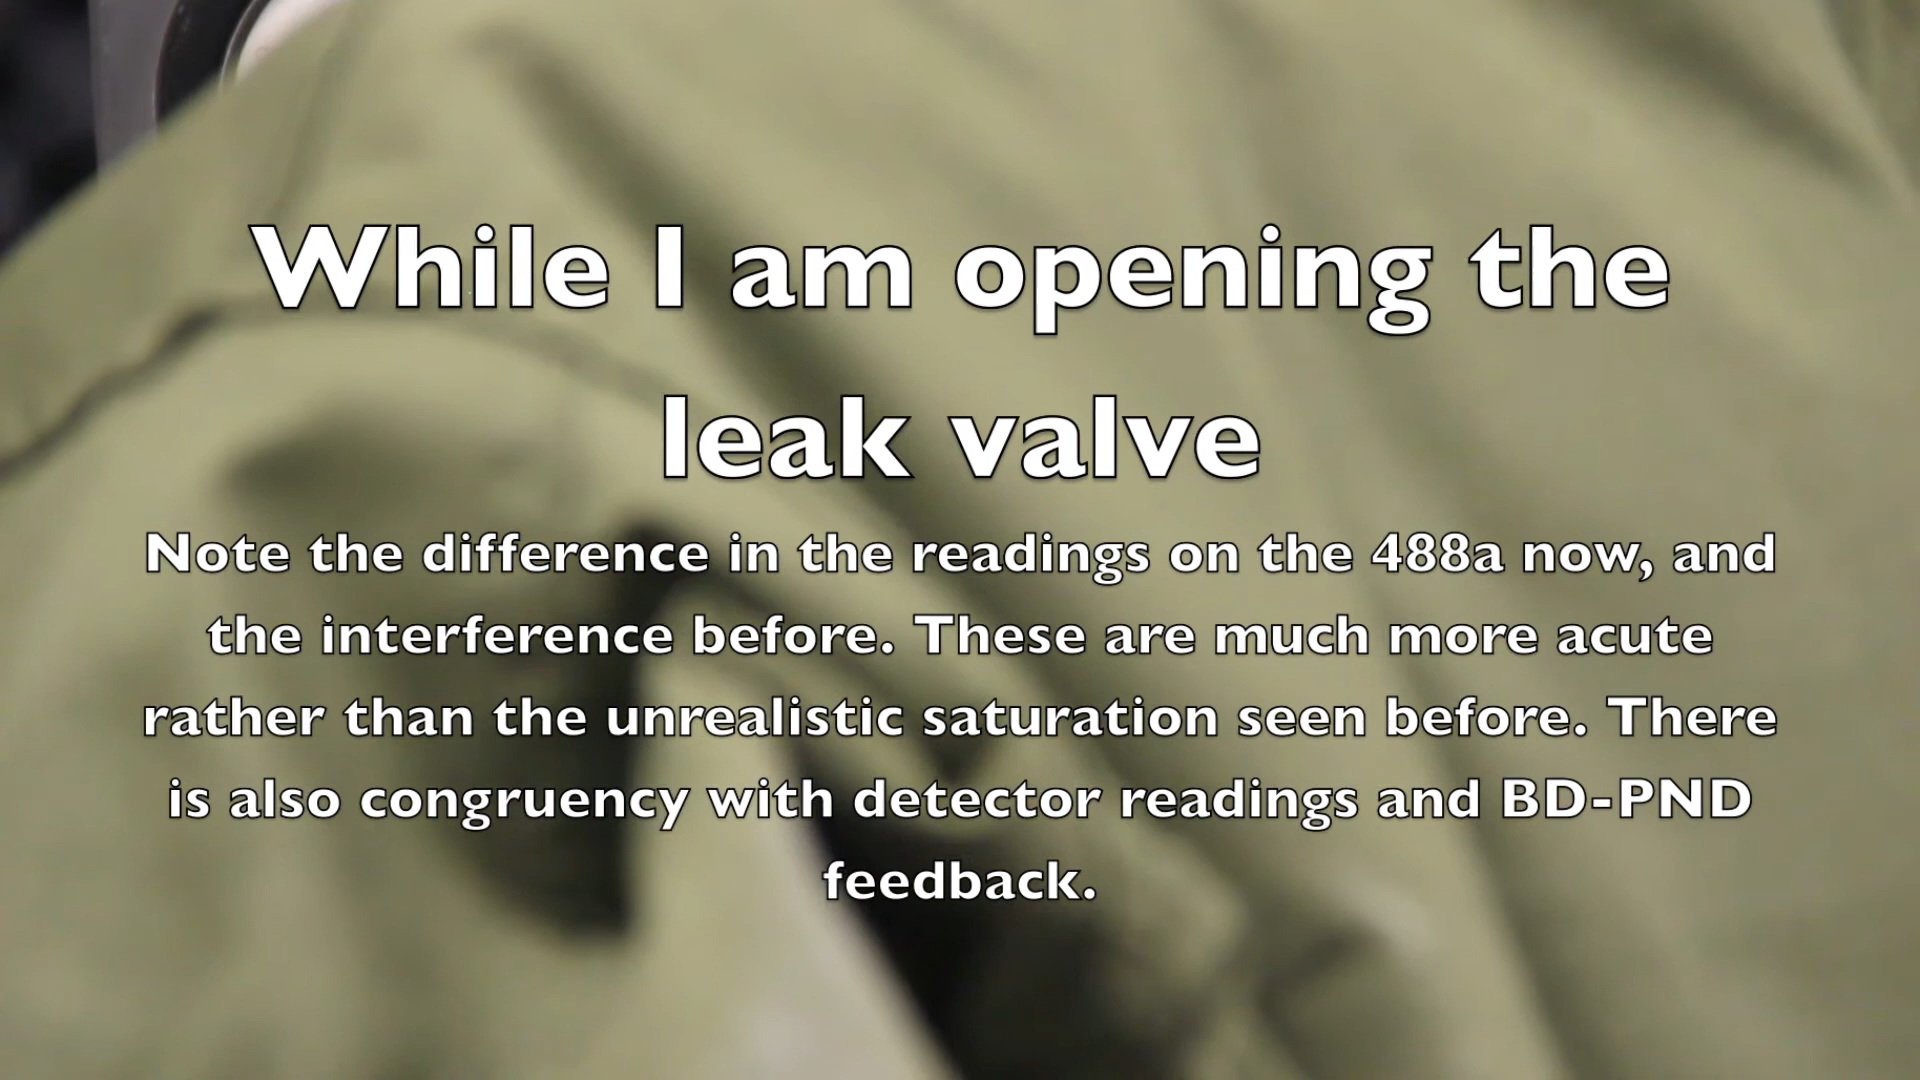 While I am opening the
leak valve
Note the difference in the readings on the 488a now, and
the interference before. These are much more acute
rather than the unrealistic saturation seen before. There
is also congruency with detector readings and BD-PND
feedback.